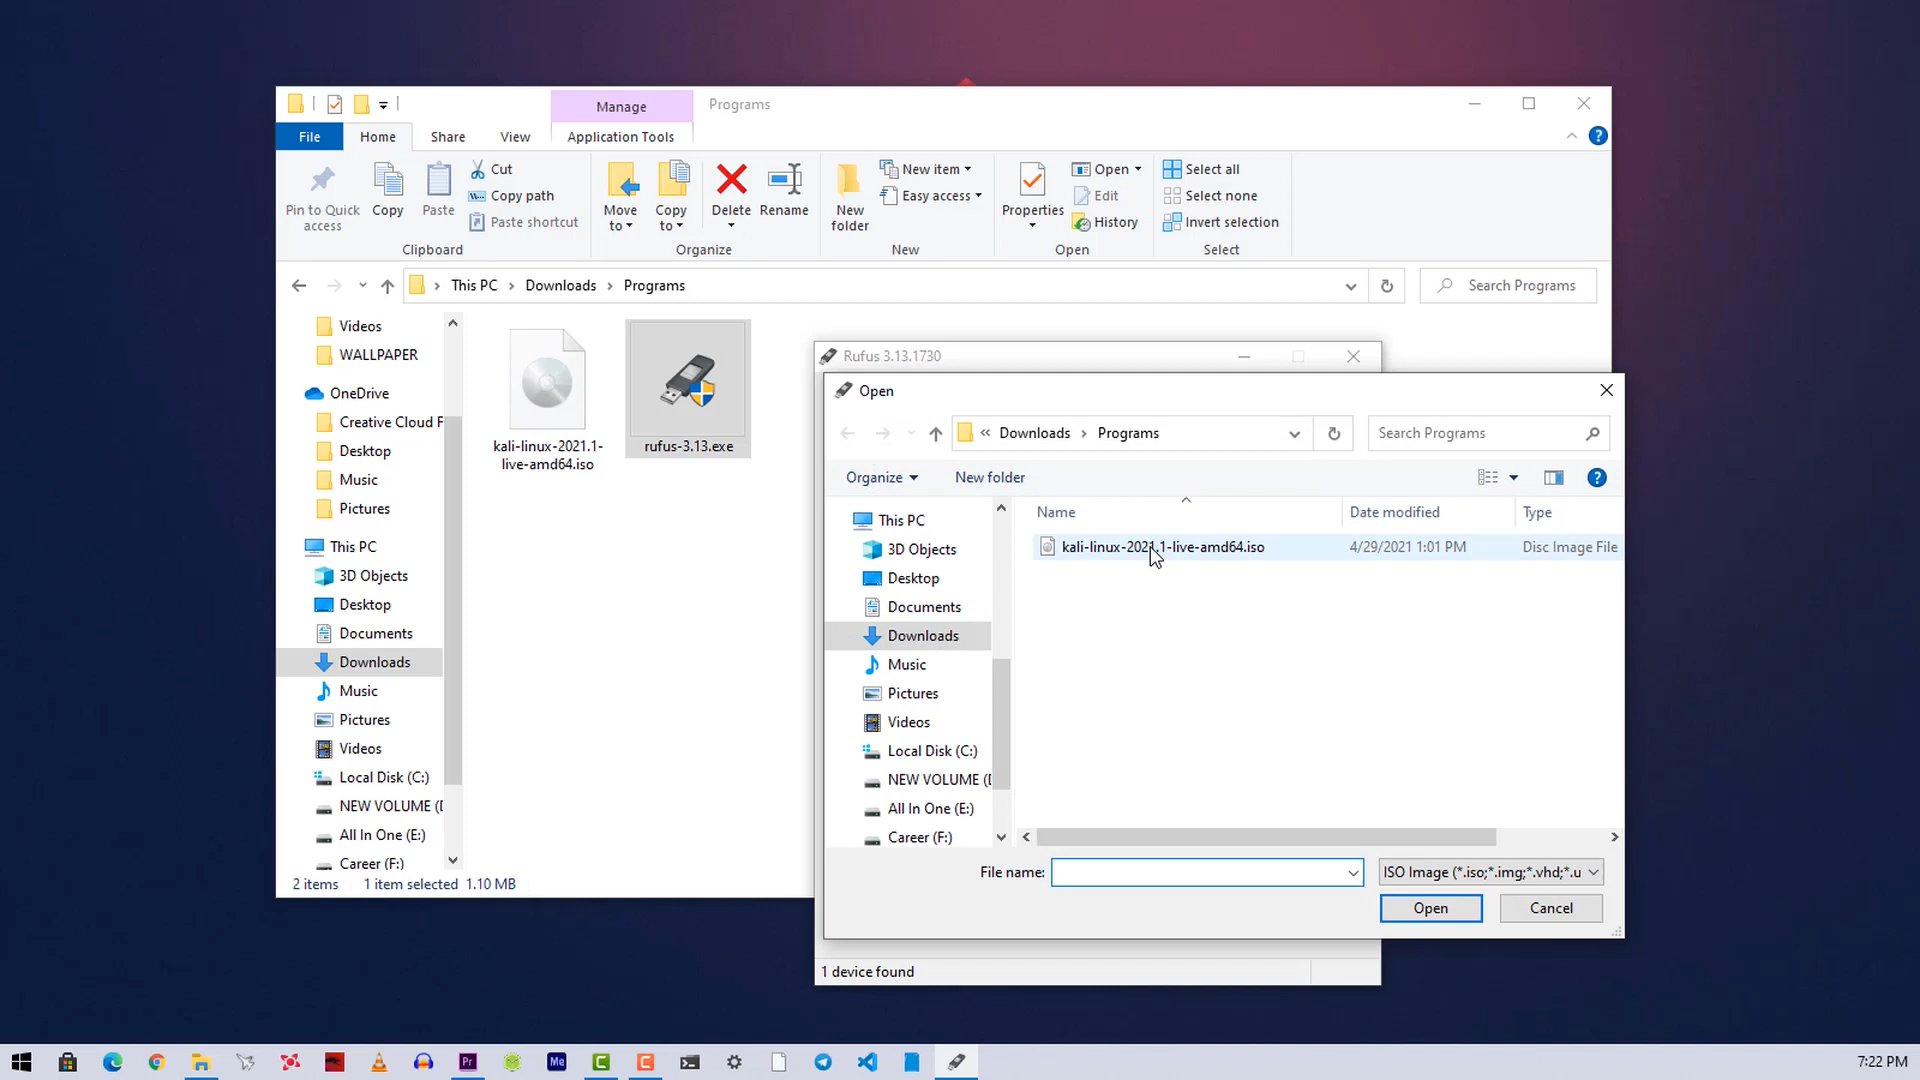 Manage
Programs
File
Home
Share
View
Application Tools
Pin to Quick
access
Copy
Paste
Cut
Copy path
Paste shortcut
Clipboard
Move
to
Copy
to
Delete
Rename
Organize
New
folder
New item
Easy access
New
Properties
Open
Edit
History
Open
Select all
Select none
Invert selection
Select
This PC
Downloads
Programs
Search Programs
Videos
WALLPAPER
OneDrive
Creative Cloud F
Desktop
Music
Pictures
This PC
3D Objects
Desktop
Documents
Downloads
Music
Pictures
Videos
Local Disk (C:)
NEW VOLUME (D
All In One (E:)
Career (F:)
kali-linux-2021.1-
live-amd64.iso
rufus-3.13.exe
2 items
1 item selected 1.10 MB
Rufus 3.13.1730
Open
« Downloads
Programs
Search Programs
Organize
New folder
This PC
3D Objects
Desktop
Documents
Downloads
Music
Pictures
Videos
Local Disk (C:)
NEW VOLUME (D
All In One (E:)
Career (F:)
Name
Date modified
Type
kali-linux-2021.1-live-amd64.iso
4/29/2021 1:01 PM
Disc Image File
File name:
ISO Image (*.iso;*.img;*.vhd;*.u
Open
Cancel
1 device found
Pr
Me
C
C
7:22 PM